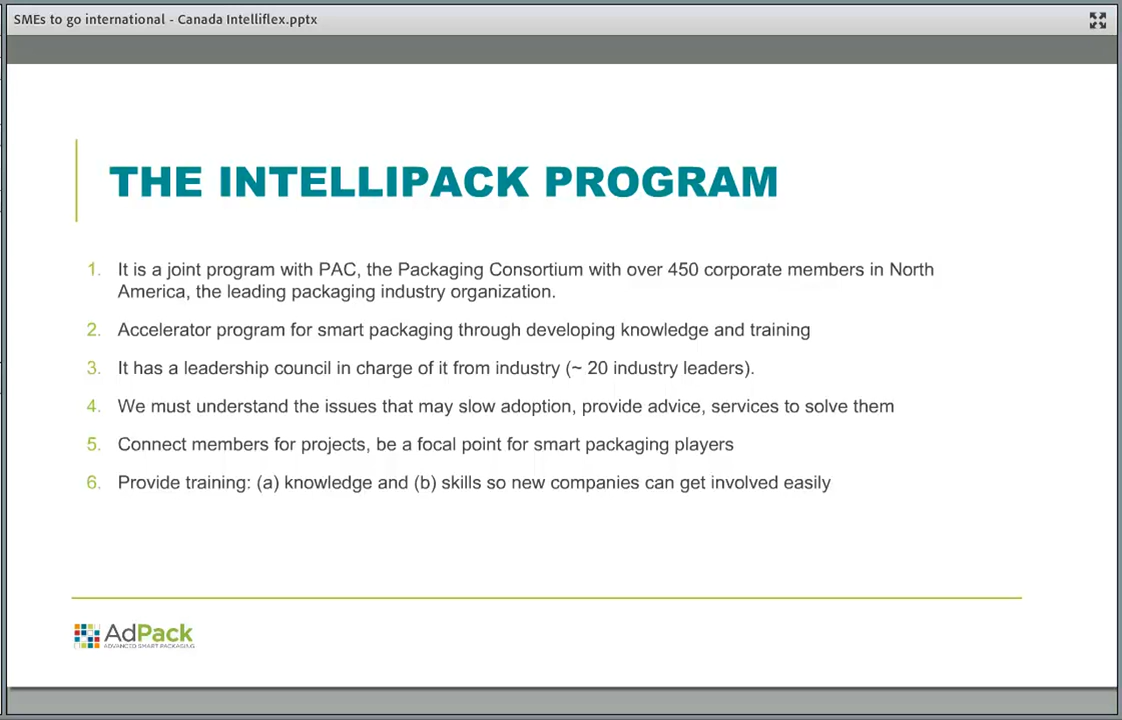 SMEs to go international - Canada Intelliflex.pptx
THE INTELLIPACK PROGRAM
1. It is a joint program with PAC, the Packaging Consortium with over 450 corporate members in North
America, the leading packaging industry organization.
2. Accelerator program for smart packaging through developing knowledge and training
3. It has a leadership council in charge of it from industry (~ 20 industry leaders).
4. We must understand the issues that may slow adoption, provide advice, services to solve them
5. Connect members for projects, be a focal point for smart packaging players
6. Provide training: (a) knowledge and (b) skills so new companies can get involved easily
AdPack
ADVANCED SMART PACKAGING